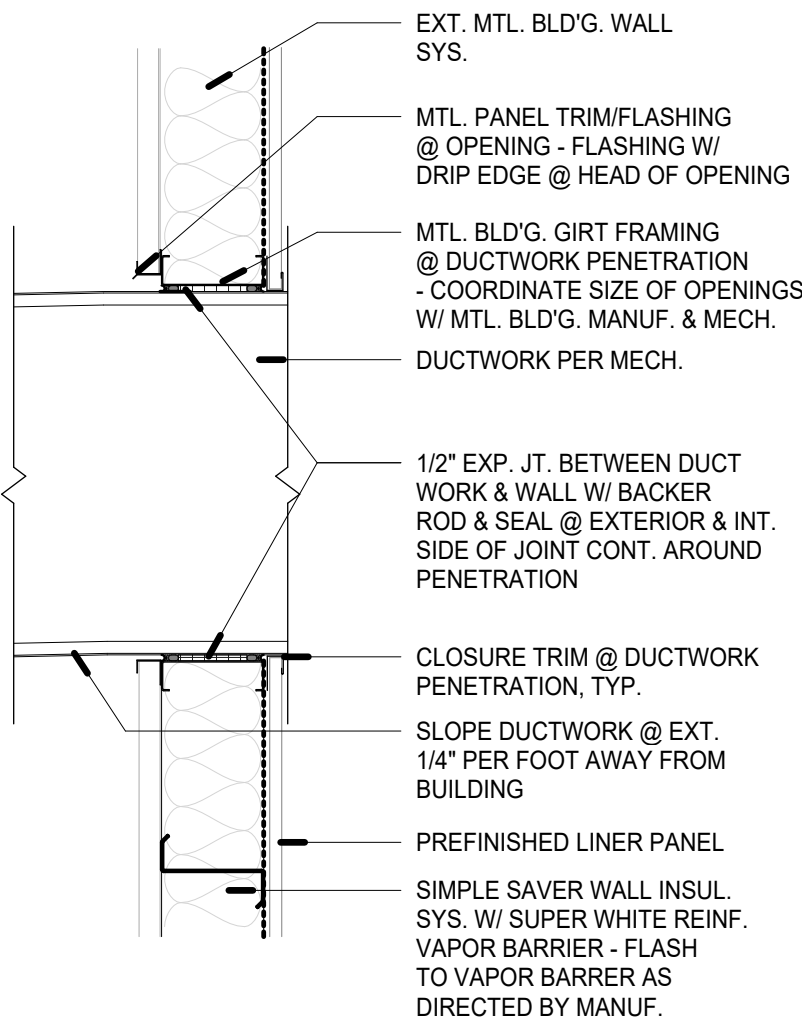 EXT. MTL. BLD'G. WALL
SYS.
MTL. PANEL TRIM/FLASHING
@ OPENING - FLASHING W/
DRIP EDGE @ HEAD OF OPENING
MTL. BLD'G. GIRT FRAMING
@ DUCTWORK PENETRATION
- COORDINATE SIZE OF OPENINGS
W/ MTL. BLD'G. MANUF. & MECH.
DUCTWORK PER MECH.
1/2" EXP. JT. BETWEEN DUCT
WORK & WALL W/ BACKER
ROD & SEAL @ EXTERIOR & INT.
SIDE OF JOINT CONT. AROUND
PENETRATION
CLOSURE TRIM @ DUCTWORK
PENETRATION, TYP.
SLOPE DUCTWORK @ EXT.
1/4" PER FOOT AWAY FROM
BUILDING
PREFINISHED LINER PANEL
SIMPLE SAVER WALL INSUL.
SYS. W/ SUPER WHITE REINF.
VAPOR BARRIER - FLASH
TO VAPOR BARRER AS
DIRECTED BY MANUF.